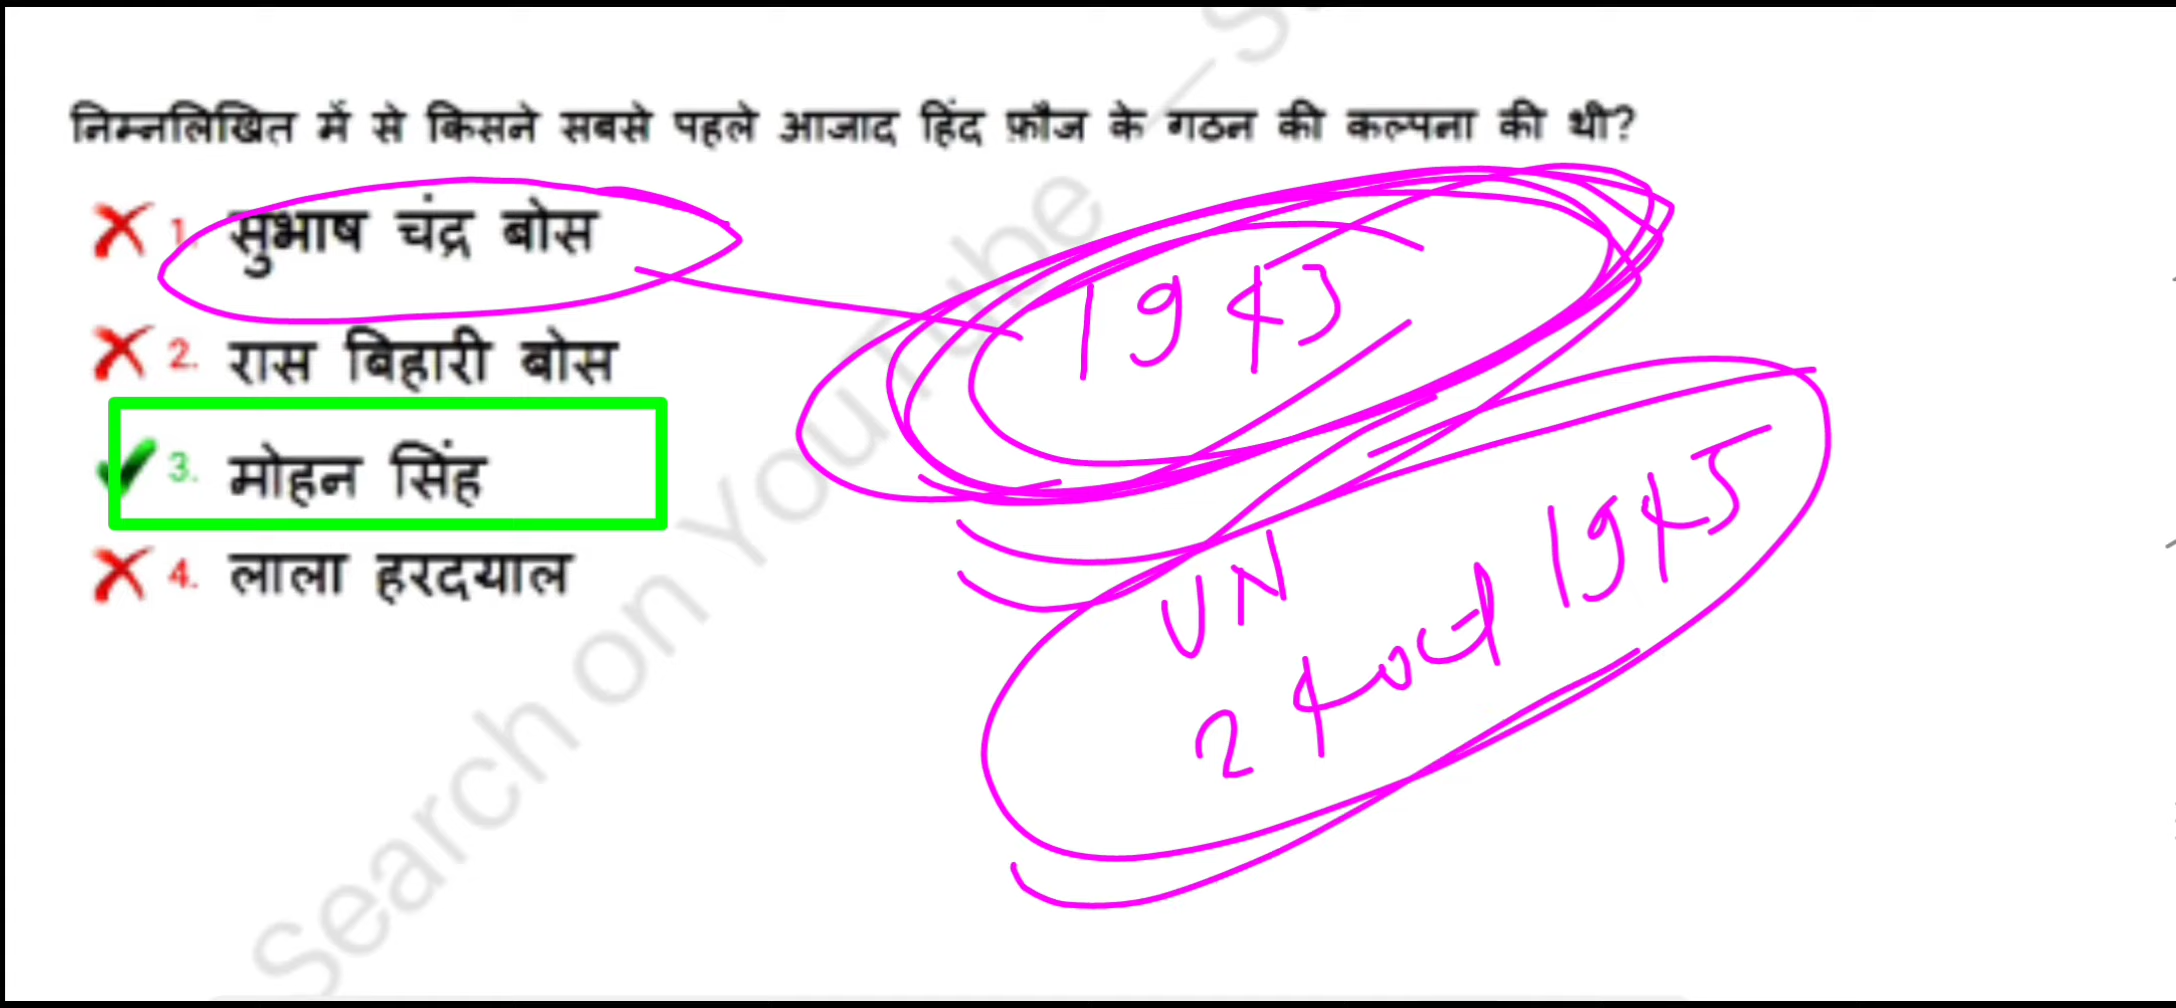 निम्नलिखित में से किसने सबसे पहले आजाद हिंद फ़ौज के गठन की कल्पना की थी?
1. सुभाष चंद्र बोस
2. रास बिहारी बोस
3. मोहन सिंह
4. लाला हरदयाल
1945
UN
24 oct 1945
Search on YouTube